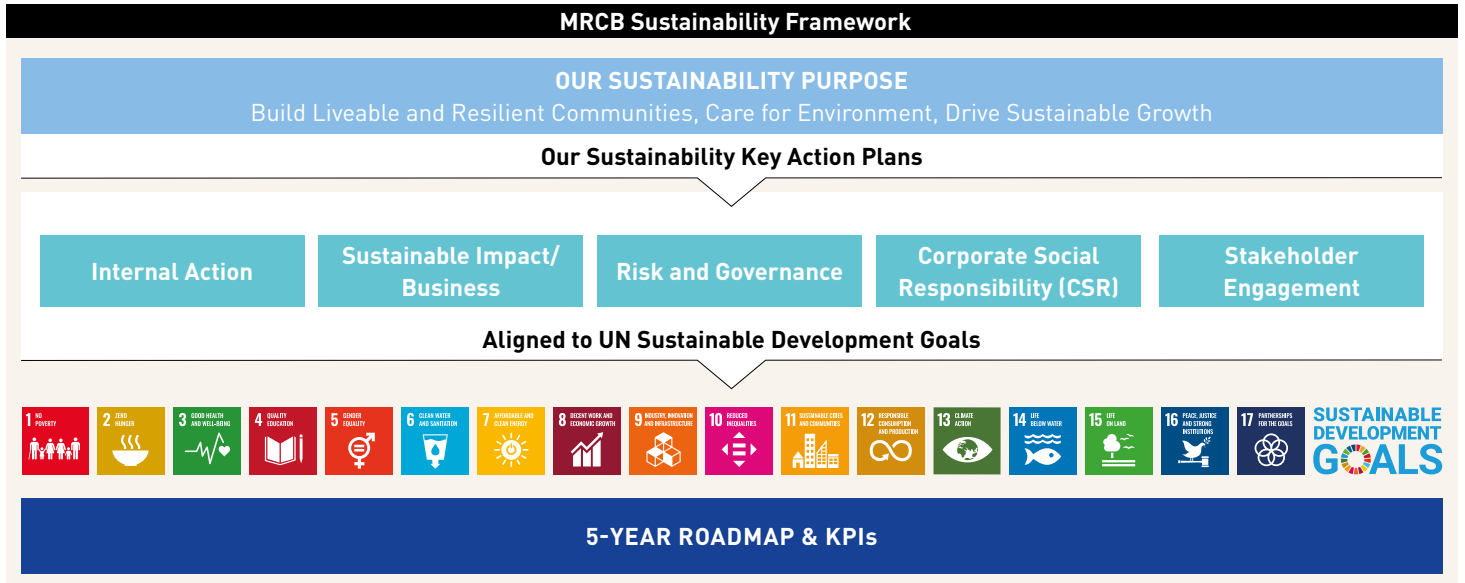 MRCB Sustainability Framework
OUR SUSTAINABILITY PURPOSE
Build Liveable and Resilient Communities, Care for Environment, Drive Sustainable Growth
Our Sustainability Key Action Plans
Internal Action
Sustainable Impact/
Business
Risk and Governance
Corporate Social
Responsibility (CSR)
Stakeholder
Engagement
Aligned to UN Sustainable Development Goals
1 NO
POVERTY
2 ZERO
HUNGER
3 GOOD HEALTH
AND WELL-BEING
4 QUALITY
EDUCATION
5 GENDER
EQUALITY
6 CLEAN WATER
AND SANITATION
7 AFFORDABLE AND
CLEAN ENERGY
8 DECENT WORK AND
ECONOMIC GROWTH
9 INDUSTRY, INNOVATION
AND INFRASTRUCTURE
10 REDUCED
INEQUALITIES
11 SUSTAINABLE CITIES
AND COMMUNITIES
12 RESPONSIBLE
CONSUMPTION
AND PRODUCTION
13 CLIMATE
ACTION
14 LIFE
BELOW WATER
15 LIFE
ON LAND
16 PEACE, JUSTICE
AND STRONG
INSTITUTIONS
17 PARTNERSHIPS
FOR THE GOALS
SUSTAINABLE
DEVELOPMENT
GOALS
5-YEAR ROADMAP & KPIs